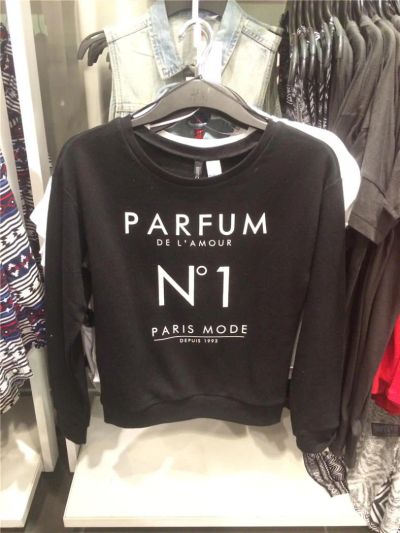 PARFUM
DE L'AMOUR
N° 1
PARIS MODE
DEPUIS 1992